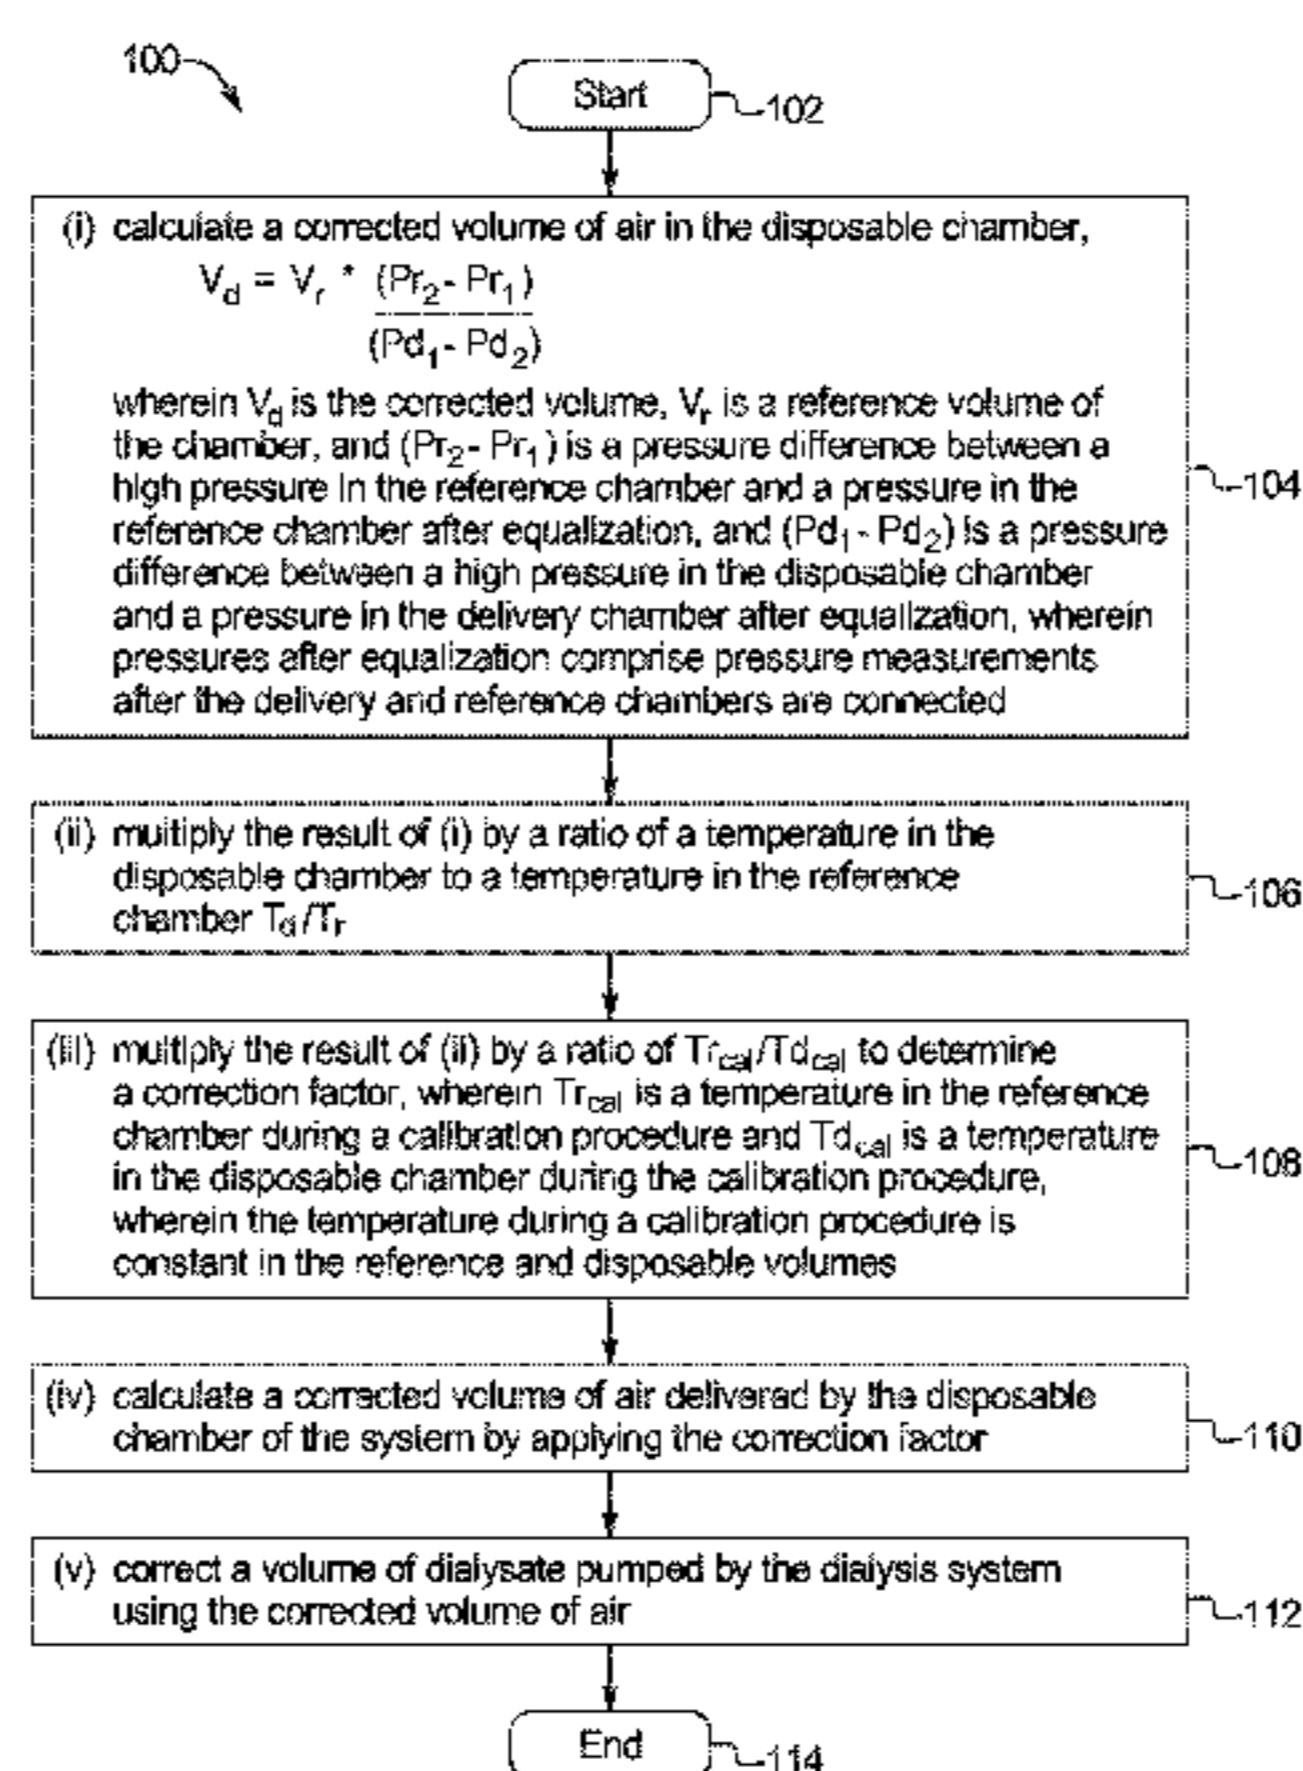 100
Start
102
(i) calculate a corrected volume of air in the disposable chamber,
V_d = V_r * (Pr_2 - Pr_1)
(Pd_1 - Pd_2)
wherein V_d is the corrected volume, V_r is a reference volume of
the chamber, and (Pr_2 - Pr_1) is a pressure difference between a
high pressure in the reference chamber and a pressure in the
reference chamber after equalization, and (Pd_1 - Pd_2) is a pressure
difference between a high pressure in the disposable chamber
and a pressure in the delivery chamber after equalization, wherein
pressures after equalization comprise pressure measurements
after the delivery and reference chambers are connected
104
(ii) multiply the result of (i) by a ratio of a temperature in the
disposable chamber to a temperature in the reference
chamber T_d/T_r
106
(iii) multiply the result of (ii) by a ratio of Tr_cal/Td_cal to determine
a correction factor, wherein Tr_cal is a temperature in the reference
chamber during a calibration procedure and Td_cal is a temperature
in the disposable chamber during the calibration procedure,
wherein the temperature during a calibration procedure is
constant in the reference and disposable volumes
108
(iv) calculate a corrected volume of air delivered by the disposable
chamber of the system by applying the correction factor
110
(v) correct a volume of dialysate pumped by the dialysis system
using the corrected volume of air
112
End
114